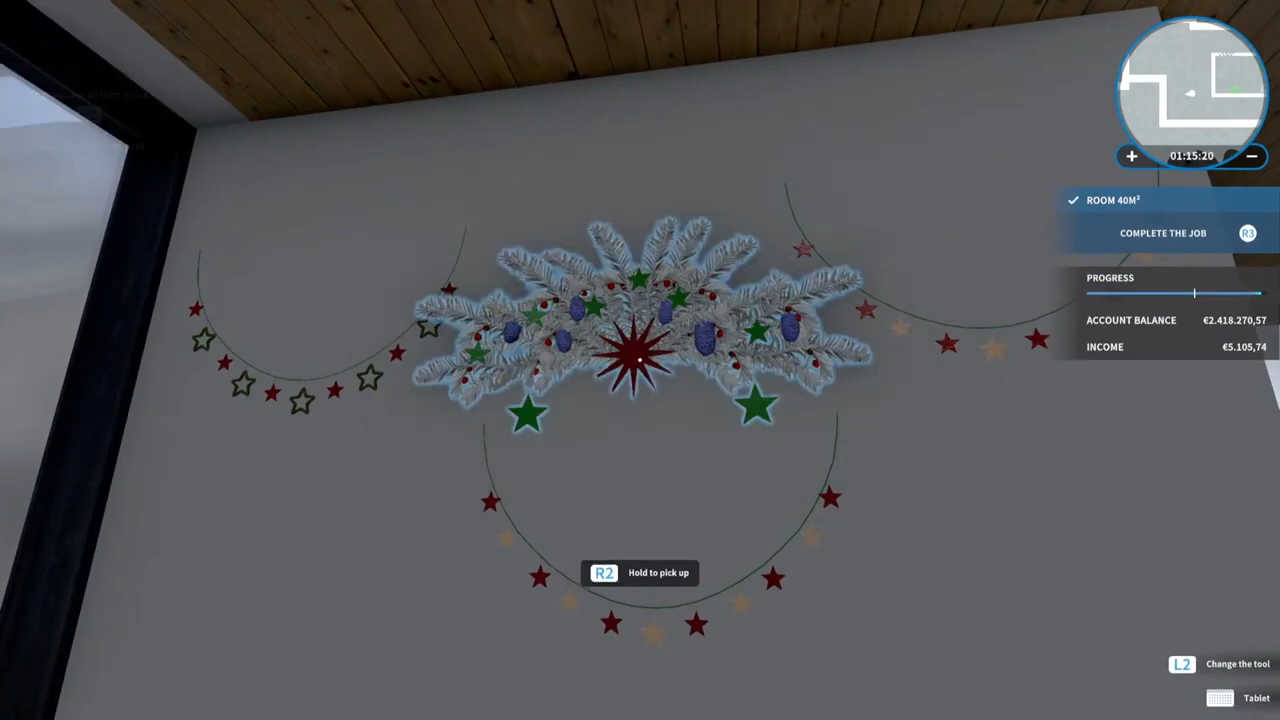 01:15:20
ROOM 40M²
COMPLETE THE JOB R3
PROGRESS
ACCOUNT BALANCE €2.418.270,57
INCOME €5.105,74
R2 Hold to pick up
L2 Change the tool
Tablet